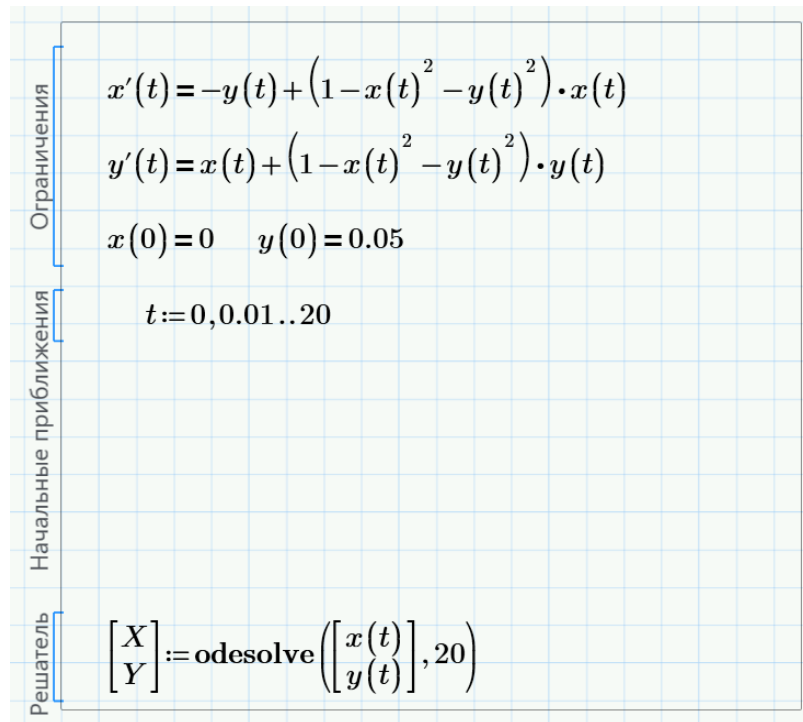 Ограничения
x′(t)=−y(t)+(1−x(t)²−y(t)²)⋅x(t)
y′(t)=x(t)+(1−x(t)²−y(t)²)⋅y(t)
x(0)=0 y(0)=0.05
Начальные приближения
t:=0,0.01..20
Решатель
[X Y]:=odesolve([x(t) y(t)],20)